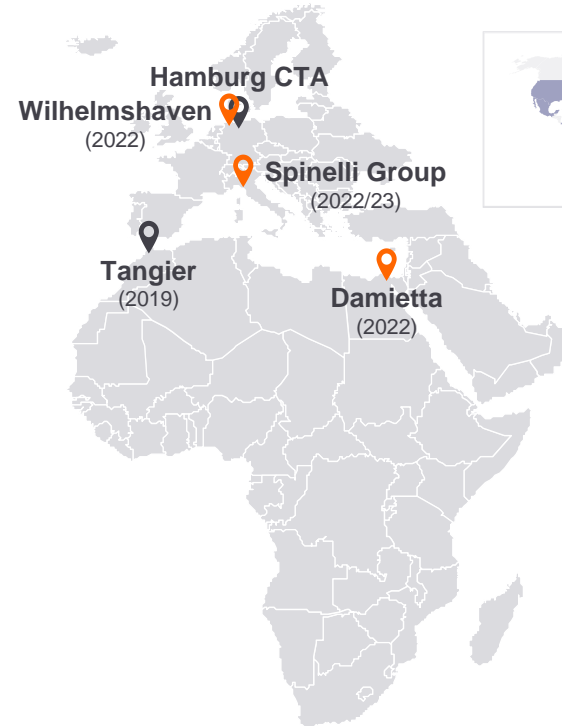 Hamburg CTA
Wilhelmshaven
(2022)
Spinelli Group
(2022/23)
Tangier
(2019)
Damietta
(2022)